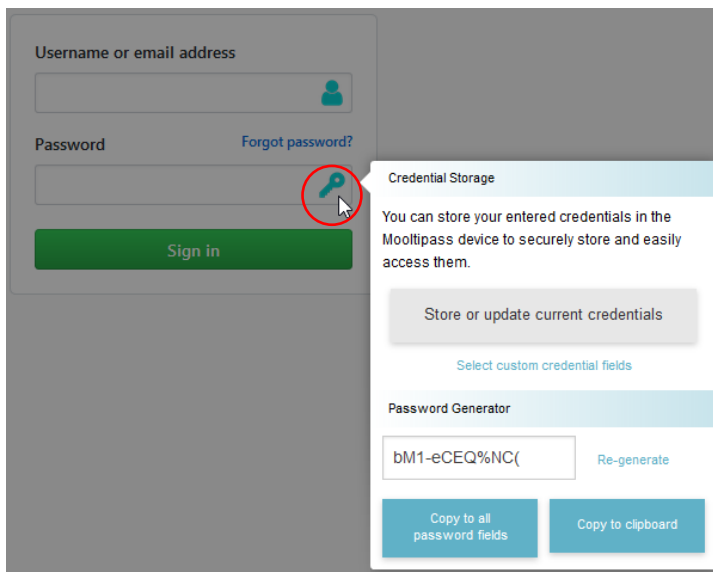 Username or email address
Password
Forgot password?
Sign in
Credential Storage
You can store your entered credentials in the
Mooltipass device to securely store and easily
access them.
Store or update current credentials
Select custom credential fields
Password Generator
bM1-eCEQ%NC(
Re-generate
Copy to all
password fields
Copy to clipboard